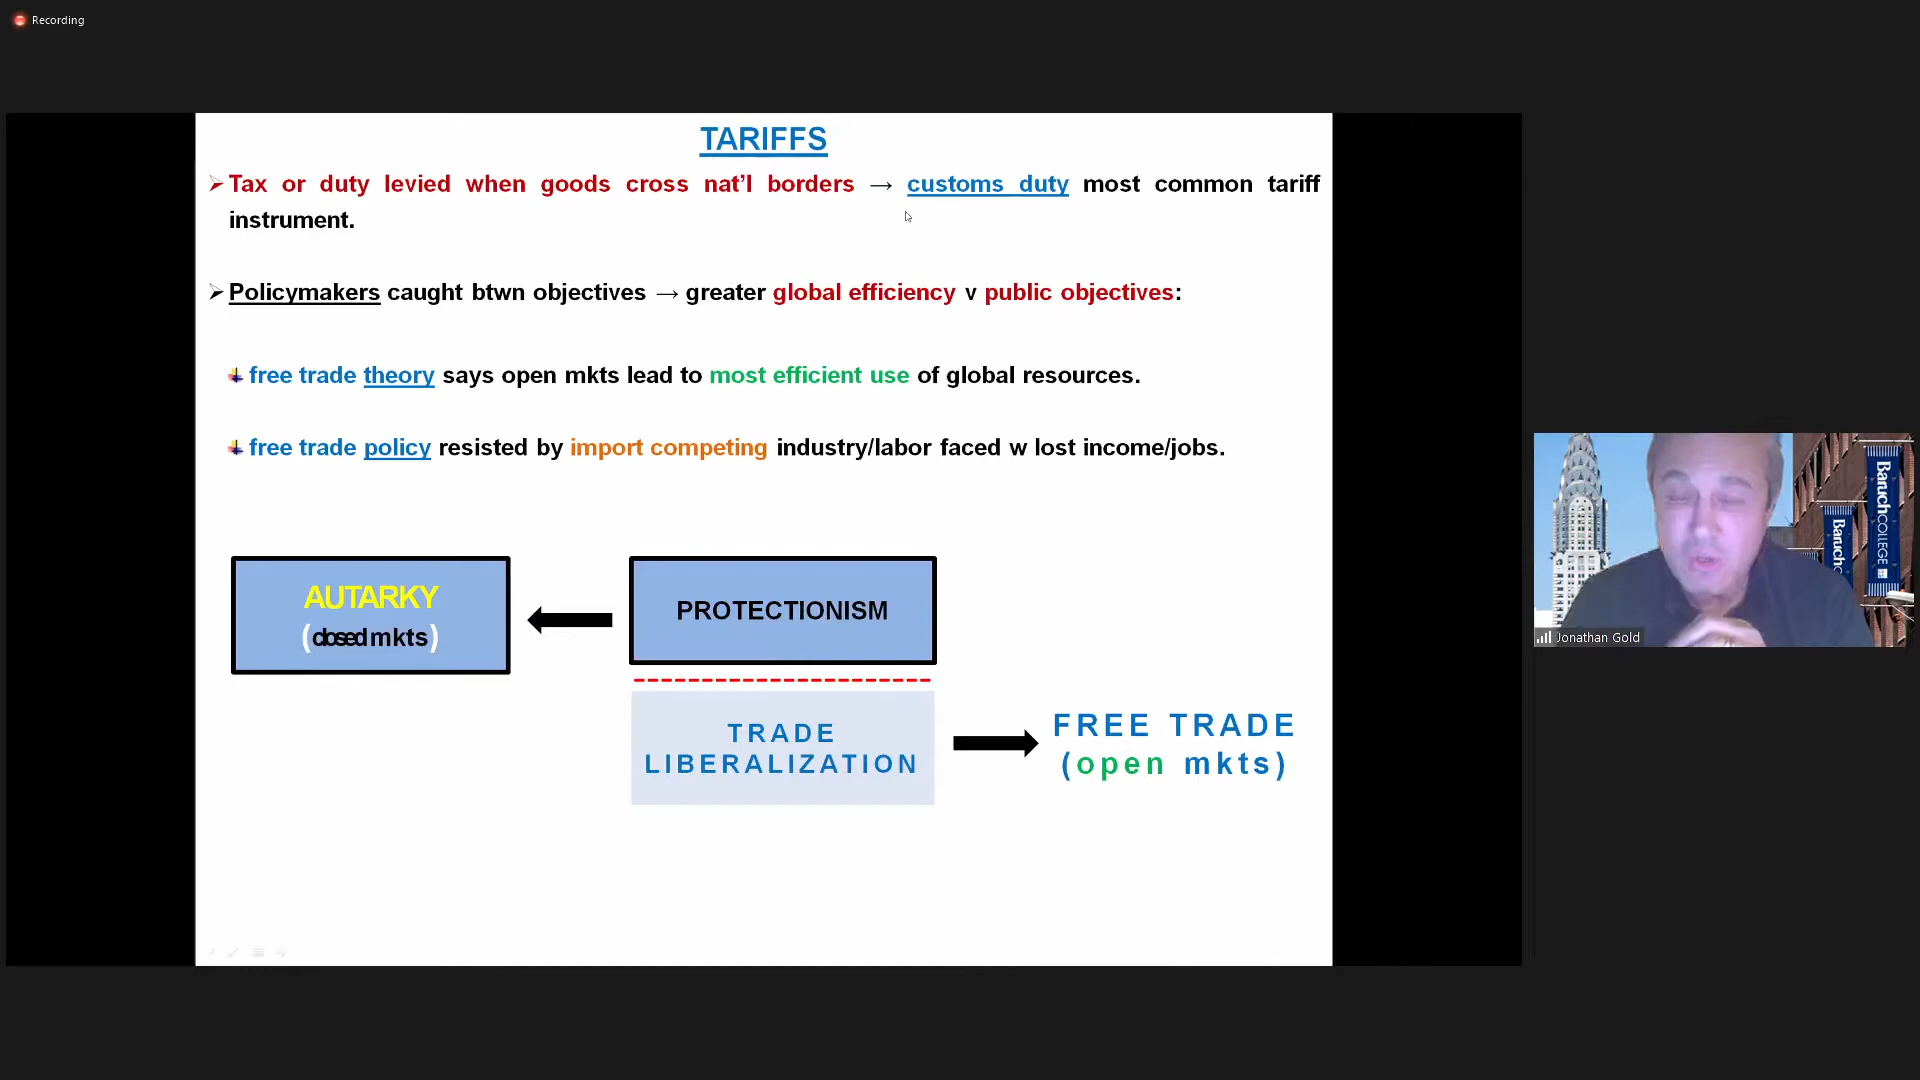 Recording
TARIFFS
Tax or duty levied when goods cross nat’l borders → customs duty most common tariff
instrument.
Policymakers caught btwn objectives → greater global efficiency v public objectives:
free trade theory says open mkts lead to most efficient use of global resources.
free trade policy resisted by import competing industry/labor faced w lost income/jobs.
AUTARKY
(closed mkts)
PROTECTIONISM
TRADE
LIBERALIZATION
FREE TRADE
(open mkts)
Baruch COLLEGE
Baruch
Jonathan Gold